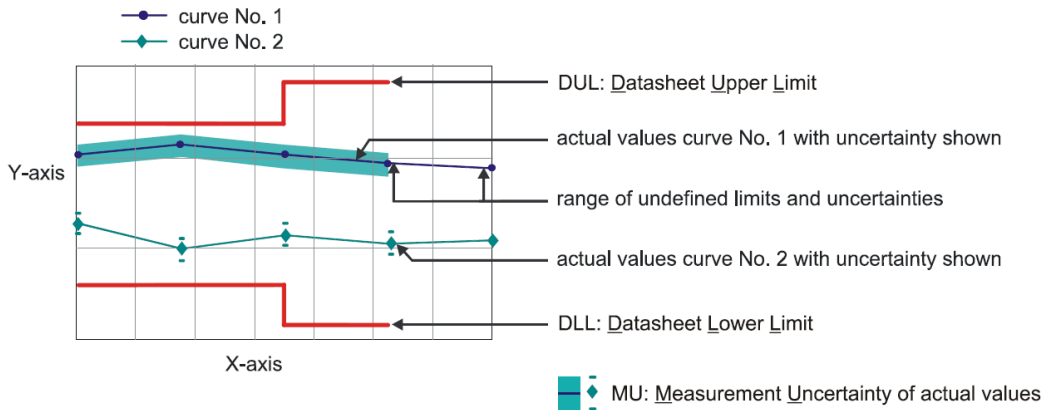 curve No. 1
curve No. 2
DUL: Datasheet Upper Limit
actual values curve No. 1 with uncertainty shown
Y-axis
range of undefined limits and uncertainties
actual values curve No. 2 with uncertainty shown
DLL: Datasheet Lower Limit
X-axis
MU: Measurement Uncertainty of actual values